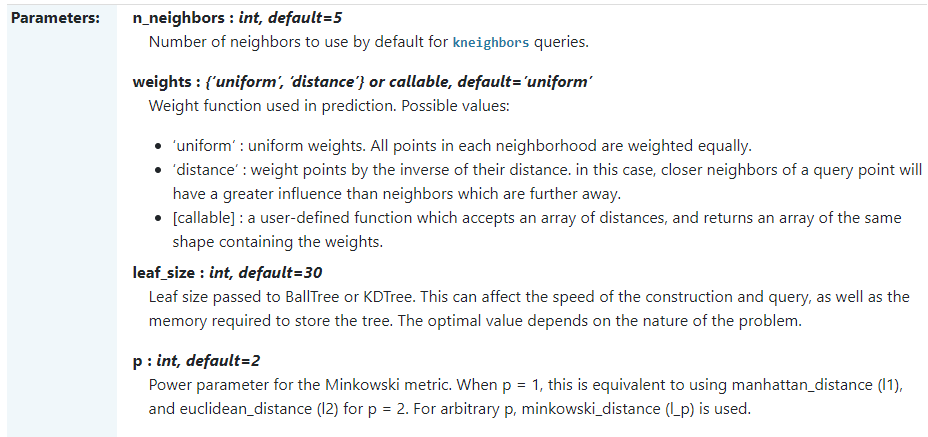 Parameters:
n_neighbors : int, default=5
Number of neighbors to use by default for kneighbors queries.
weights : {‘uniform’, ‘distance’} or callable, default=’uniform’
Weight function used in prediction. Possible values:
• ‘uniform’ : uniform weights. All points in each neighborhood are weighted equally.
• ‘distance’ : weight points by the inverse of their distance. in this case, closer neighbors of a query point will
have a greater influence than neighbors which are further away.
• [callable] : a user-defined function which accepts an array of distances, and returns an array of the same
shape containing the weights.
leaf_size : int, default=30
Leaf size passed to BallTree or KDTree. This can affect the speed of the construction and query, as well as the
memory required to store the tree. The optimal value depends on the nature of the problem.
p : int, default=2
Power parameter for the Minkowski metric. When p = 1, this is equivalent to using manhattan_distance (l1),
and euclidean_distance (l2) for p = 2. For arbitrary p, minkowski_distance (l_p) is used.